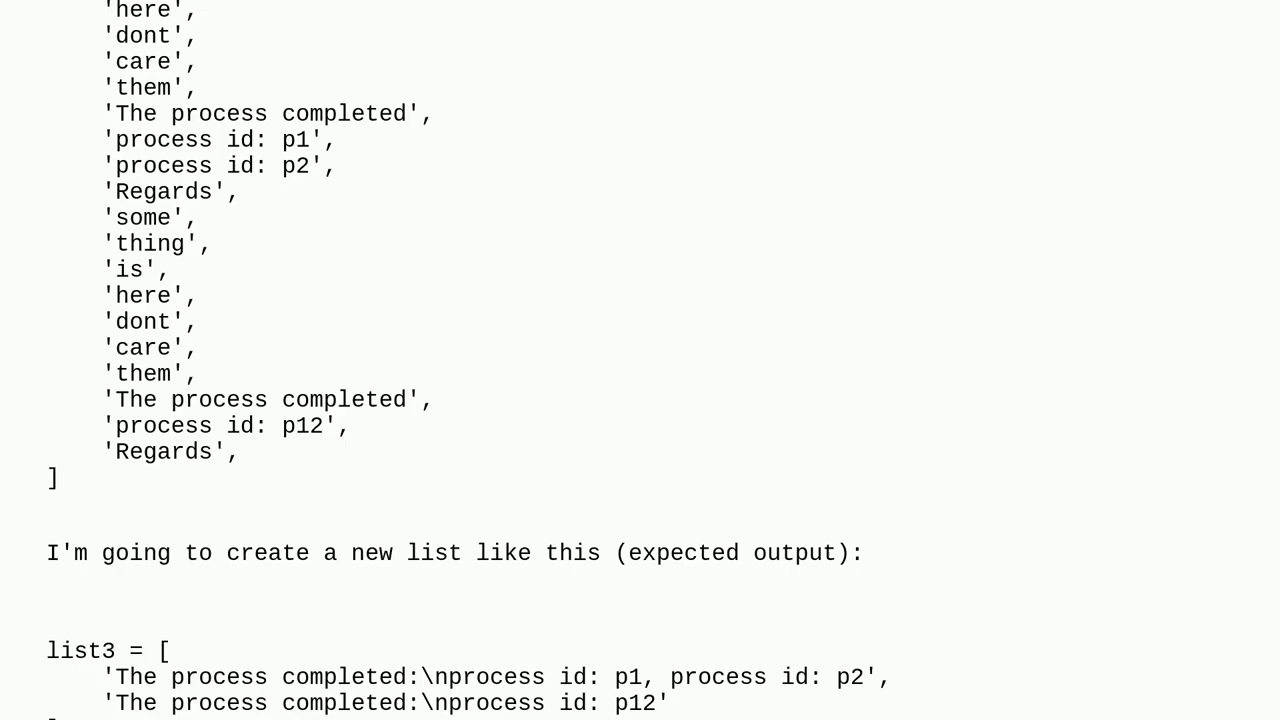 'here',
'dont',
'care',
'them',
'The process completed',
'process id: p1',
'process id: p2',
'Regards',
'some',
'thing',
'is',
'here',
'dont',
'care',
'them',
'The process completed',
'process id: p12',
'Regards',
]
I'm going to create a new list like this (expected output):
list3 = [
'The process completed:\nprocess id: p1, process id: p2',
'The process completed:\nprocess id: p12'